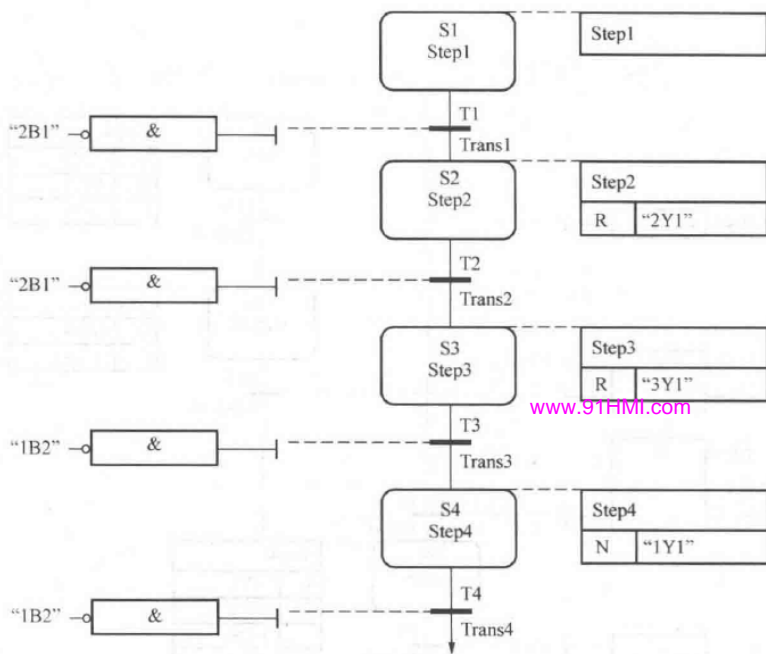 S1
Step1
Step1
T1
Trans1
“2B1”
&
S2
Step2
Step2
R “2Y1”
T2
Trans2
“2B1”
&
S3
Step3
Step3
R “3Y1”
www.91HMI.com
T3
Trans3
“1B2”
&
S4
Step4
Step4
N “1Y1”
T4
Trans4
“1B2”
&